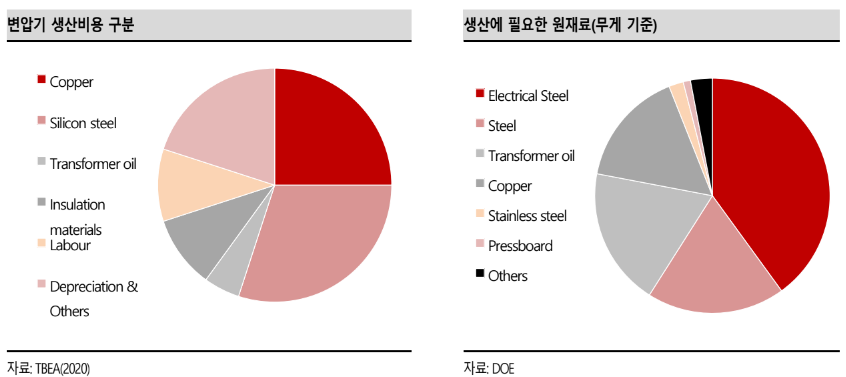 변압기 생산비용 구분
Copper
Silicon steel
Transformer oil
Insulation
materials
Labour
Depreciation &
Others
자료: TBEA(2020)
생산에 필요한 원재료(무게 기준)
Electrical Steel
Steel
Transformer oil
Copper
Stainless steel
Pressboard
Others
자료: DOE